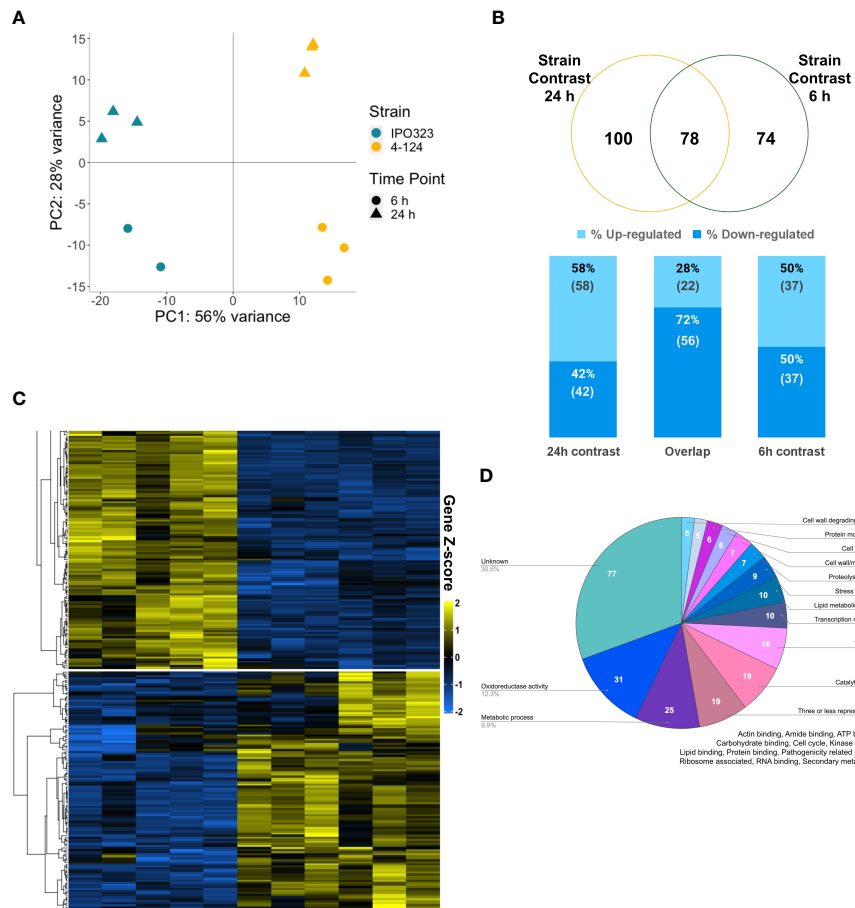 A
15
10
5
0
-5
-10
-15
PC2: 28% variance
-20
-10
0
10
PC1: 56% variance
Strain
IPO323
4-124
Time Point
6 h
24 h
B
Strain
Contrast
24 h
Strain
Contrast
6 h
100
78
74
% Up-regulated
% Down-regulated
58%
(58)
42%
(42)
28%
(22)
72%
(56)
50%
(37)
50%
(37)
24h contrast
Overlap
6h contrast
C
Gene Z-score
2
1
0
-1
-2
D
5
5
6
6
7
7
9
10
10
16
19
19
25
31
77
Cell wall degrading
Protein mo
Cell
Cell wall/m
Proteolys
Stress
Lipid metabolic
Transcription r
Catalyt
Three or less repres
Unknown
30.6%
Oxidoreductase activity
12.3%
Metabolic process
9.9%
Actin binding, Amide binding, ATP b
Carbohydrate binding, Cell cycle, Kinase
Lipid binding, Protein binding, Pathogenicity related
Ribosome associated, RNA binding, Secondary meta